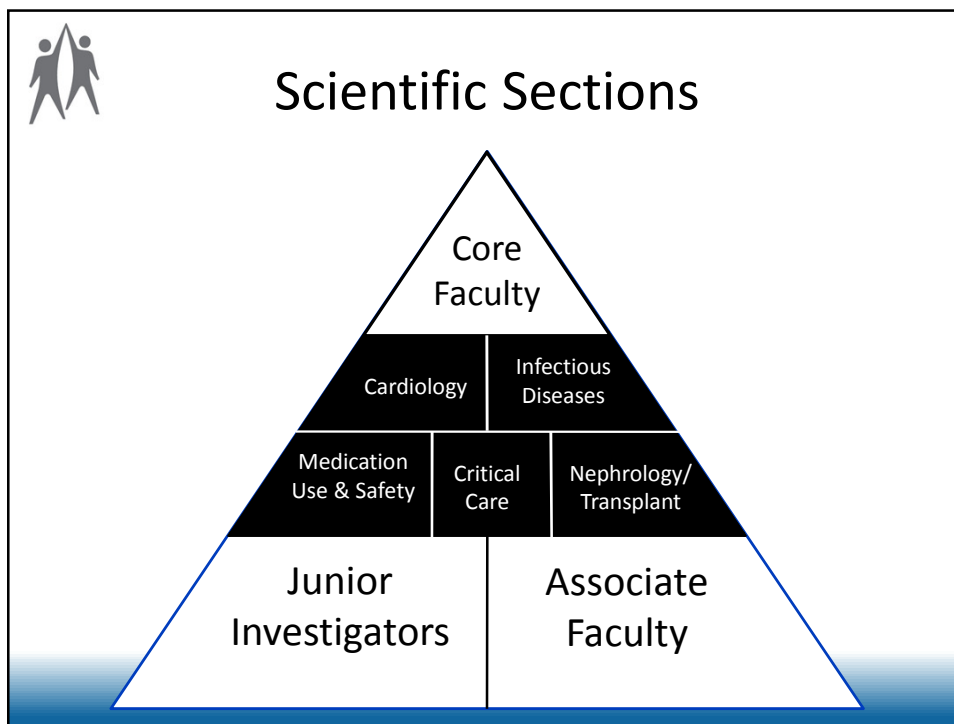 Scientific Sections
Core
Faculty
Cardiology
Infectious
Diseases
Medication
Use & Safety
Critical
Care
Nephrology/
Transplant
Junior
Investigators
Associate
Faculty